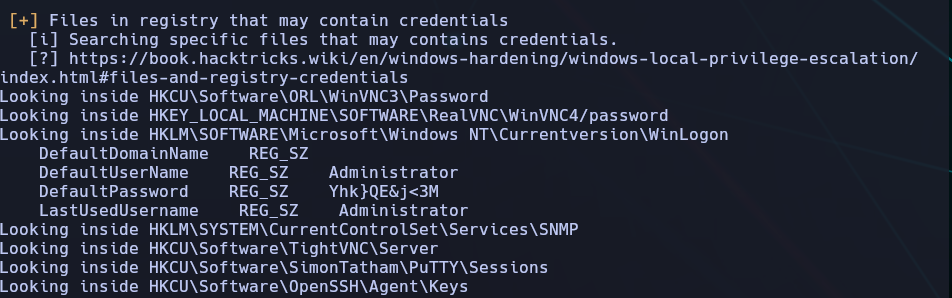 [+] Files in registry that may contain credentials
[i] Searching specific files that may contains credentials.
[?] https://book.hacktricks.wiki/en/windows-hardening/windows-local-privilege-escalation/
index.html#files-and-registry-credentials
Looking inside HKCU\Software\ORL\WinVNC3\Password
Looking inside HKEY_LOCAL_MACHINE\SOFTWARE\RealVNC\WinVNC4/password
Looking inside HKLM\SOFTWARE\Microsoft\Windows NT\Currentversion\WinLogon
DefaultDomainName    REG_SZ
DefaultUserName    REG_SZ    Administrator
DefaultPassword    REG_SZ    Yhk}QE&j<3M
LastUsedUsername    REG_SZ    Administrator
Looking inside HKLM\SYSTEM\CurrentControlSet\Services\SNMP
Looking inside HKCU\Software\TightVNC\Server
Looking inside HKCU\Software\SimonTatham\PuTTY\Sessions
Looking inside HKCU\Software\OpenSSH\Agent\Keys